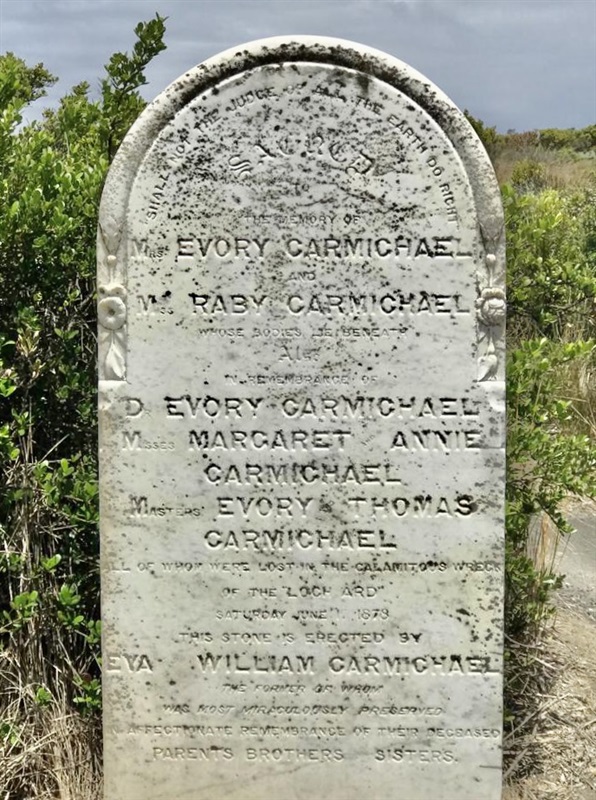 SHALL NOT THE JUDGE OF ALL THE EARTH DO RIGHT
SACRED
THE MEMORY OF
MRS EVORY CARMICHAEL
AND
MISS RABY CARMICHAEL
WHOSE BODIES LIE BENEATH
ALSO
IN REMEMBRANCE OF
DR EVORY CARMICHAEL
MISSES MARGARET ANNIE
CARMICHAEL
MASTERS EVORY THOMAS
CARMICHAEL
ALL OF WHOM WERE LOST IN THE CALAMITOUS WRECK
OF THE "LOCH ARD"
SATURDAY JUNE 1, 1878
THIS STONE IS ERECTED BY
EVA WILLIAM CARMICHAEL
THE FORMER OF WHOM
WAS MOST MIRACULOUSLY PRESERVED
IN AFFECTIONATE REMEMBRANCE OF THEIR DECEASED
PARENTS BROTHERS SISTERS.